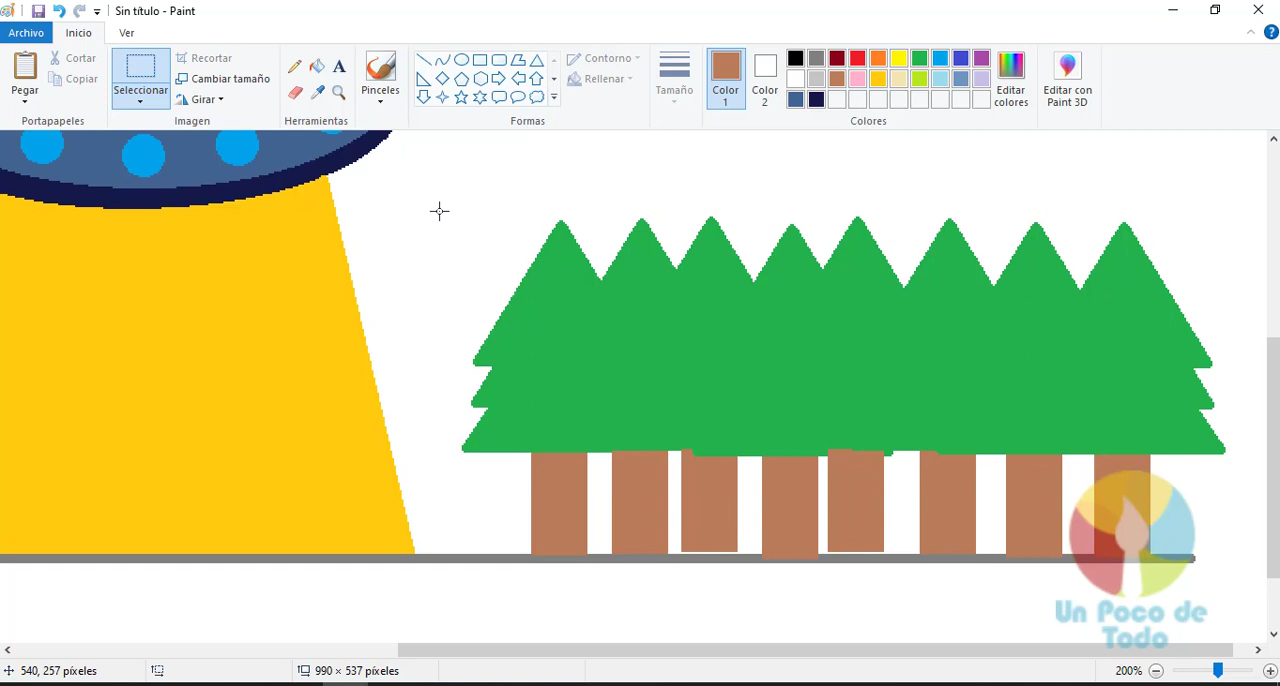 Sin título - Paint
Archivo Inicio Ver
Pegar
Cortar
Copiar
Portapapeles
Seleccionar
Recortar
Cambiar tamaño
Girar
Imagen
A
Herramientas
Pinceles
Contorno
Rellenar
Formas
Tamaño
Color
1
Color
2
Editar
colores
Colores
Editar con
Paint 3D
Un Poco de
Todo
540, 257 píxeles
990 × 537 píxeles
200%